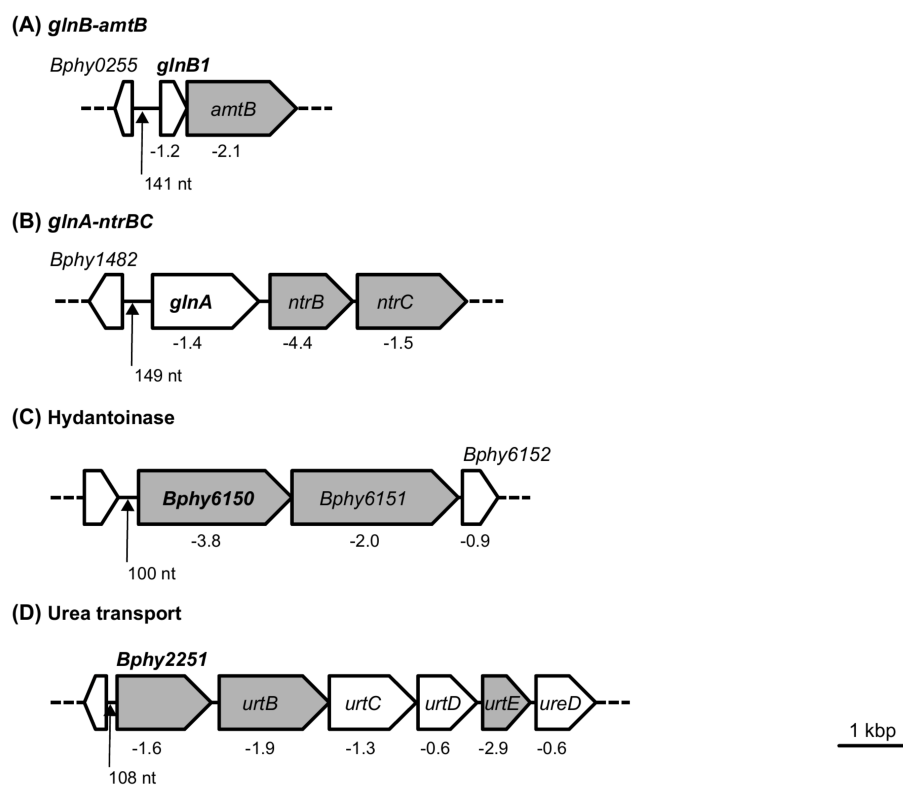 (A) glnB-amtB
Bphy0255 glnB1
amtB
-1.2 -2.1
141 nt
(B) glnA-ntrBC
Bphy1482
glnA ntrB ntrC
-1.4 -4.4 -1.5
149 nt
(C) Hydantoinase
Bphy6152
Bphy6150 Bphy6151
-3.8 -2.0 -0.9
100 nt
(D) Urea transport
Bphy2251
urtB urtC urtD urtE ureD
1 kbp
-1.6 -1.9 -1.3 -0.6 -2.9 -0.6
108 nt